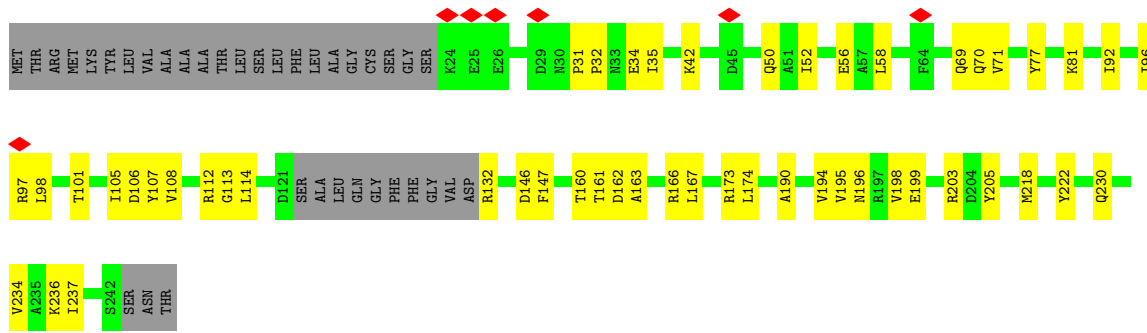 MET THR ARG MET LYS TYR LEU VAL ALA ALA ALA THR LEU SER LEU PHE LEU ALA GLY CYS SER GLY SER K24 E25 E26 D29 N30 P31 P32 N33 E34 I35 K42 D45 Q50 A51 I52 E56 A57 L58 F64 Q69 Q70 V71 Y77 K81 I92 I96
R97 L98 T101 I105 D106 Y107 V108 R112 G113 L114 D121 SER ALA LEU GLN GLY PHE PHE GLY VAL ASP R132 D146 F147 T160 T161 D162 A163 R166 L167 R173 L174 A190 V194 V195 N196 R197 V198 E199 R203 D204 Y205 M218 Y222 Q230
V234 A235 K236 I237 S242 SER ASN THR